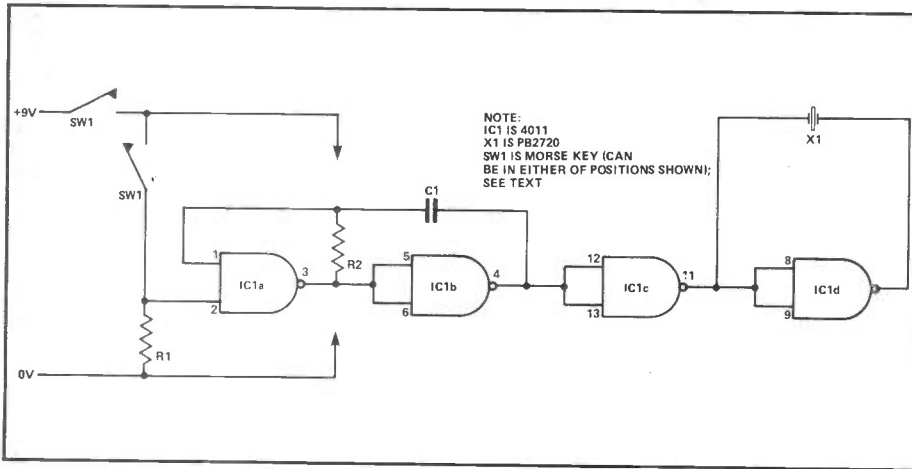 +9V
SW1
SW1
NOTE:
IC1 IS 4011
X1 IS PB2720
SW1 IS MORSE KEY (CAN
BE IN EITHER OF POSITIONS SHOWN);
SEE TEXT
X1
C1
1
2
IC1a
3
R2
5
6
IC1b
4
12
13
IC1c
11
8
9
IC1d
R1
0V